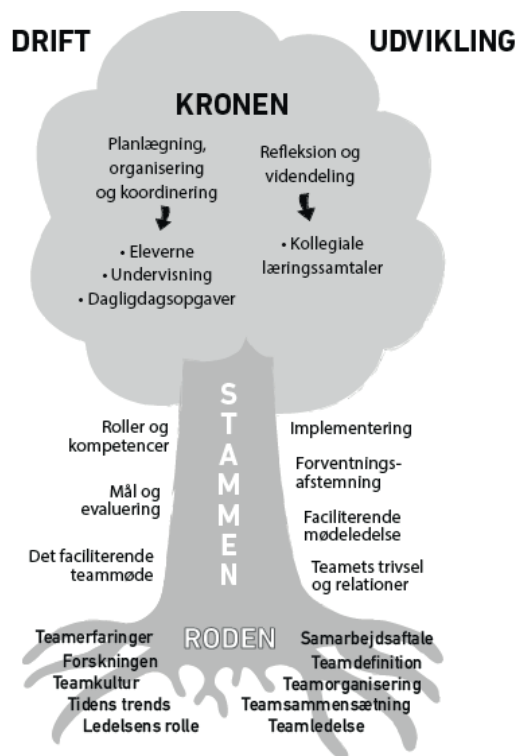 DRIFT
UDVIKLING
KRONEN
Planlægning,
organisering
og koordinering
• Eleverne
• Undervisning
• Dagligdagsopgaver
Refleksion og
videndeling
• Kollegiale
læringssamtaler
STAMMEN
Roller og
kompetencer
Mål og
evaluering
Det faciliterende
teammøde
Implementering
Forventnings-
afstemning
Faciliterende
mødeledelse
Teamets trivsel
og relationer
RODEN
Teamerfaringer
Forskningen
Teamkultur
Tidens trends
Ledelsens rolle
Samarbejdsaftale
Teamdefinition
Teamorganisering
Teamsammensætning
Teamledelse